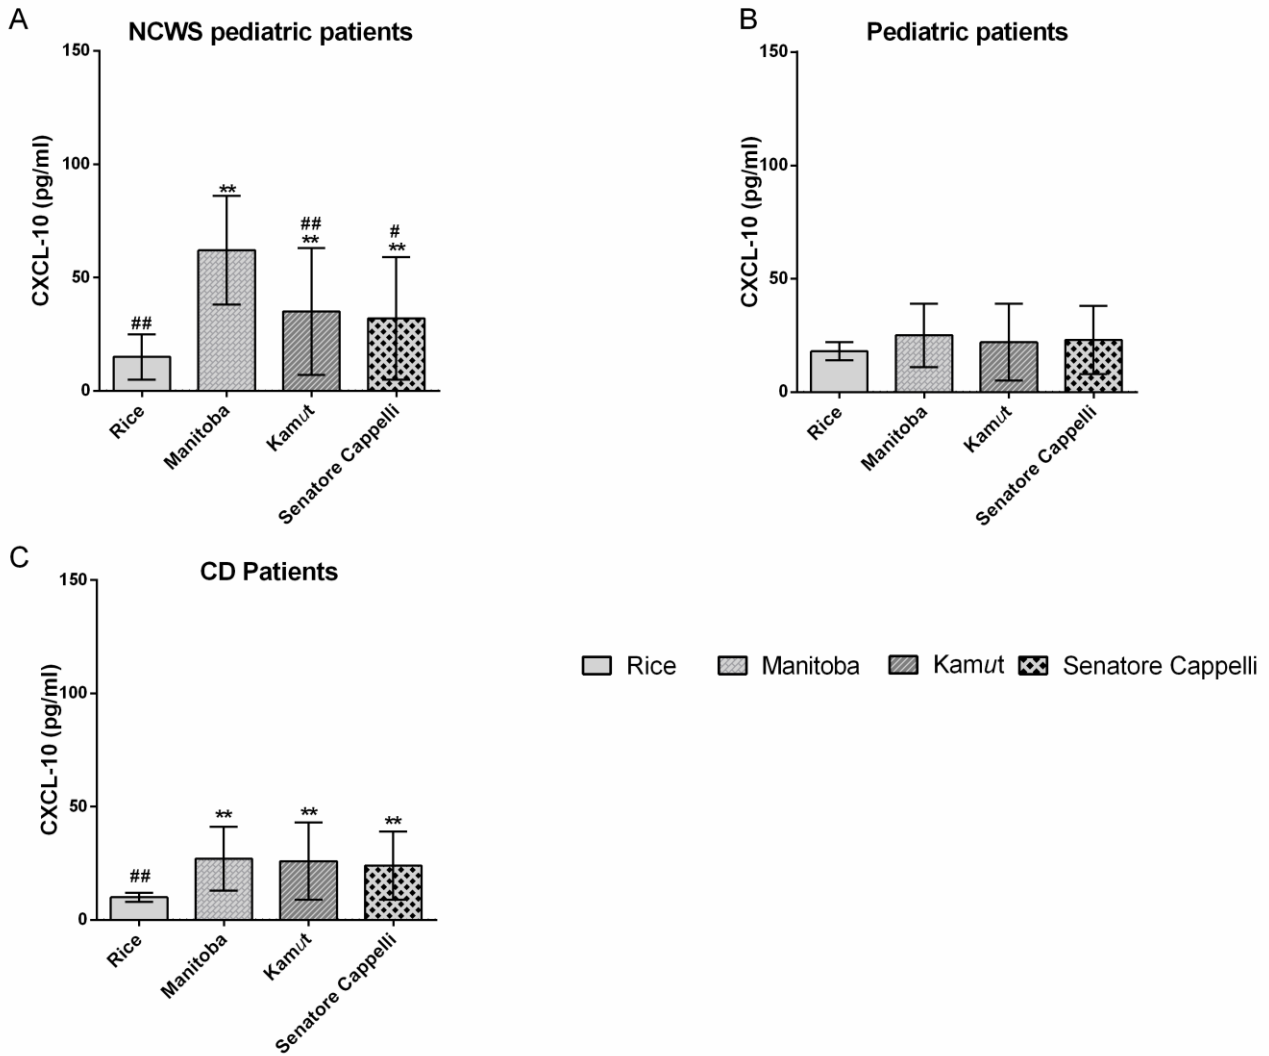 A
NCWS pediatric patients
150
100
50
0
CXCL-10 (pg/ml)
##
**
##
**
#
**
Rice
Manitoba
Kamut
Senatore Cappelli
B
Pediatric patients
150
100
50
0
CXCL-10 (pg/ml)
Rice
Manitoba
Kamut
Senatore Cappelli
C
CD Patients
150
100
50
0
CXCL-10 (pg/ml)
##
**
**
**
Rice
Manitoba
Kamut
Senatore Cappelli
Rice
Manitoba
Kamut
Senatore Cappelli